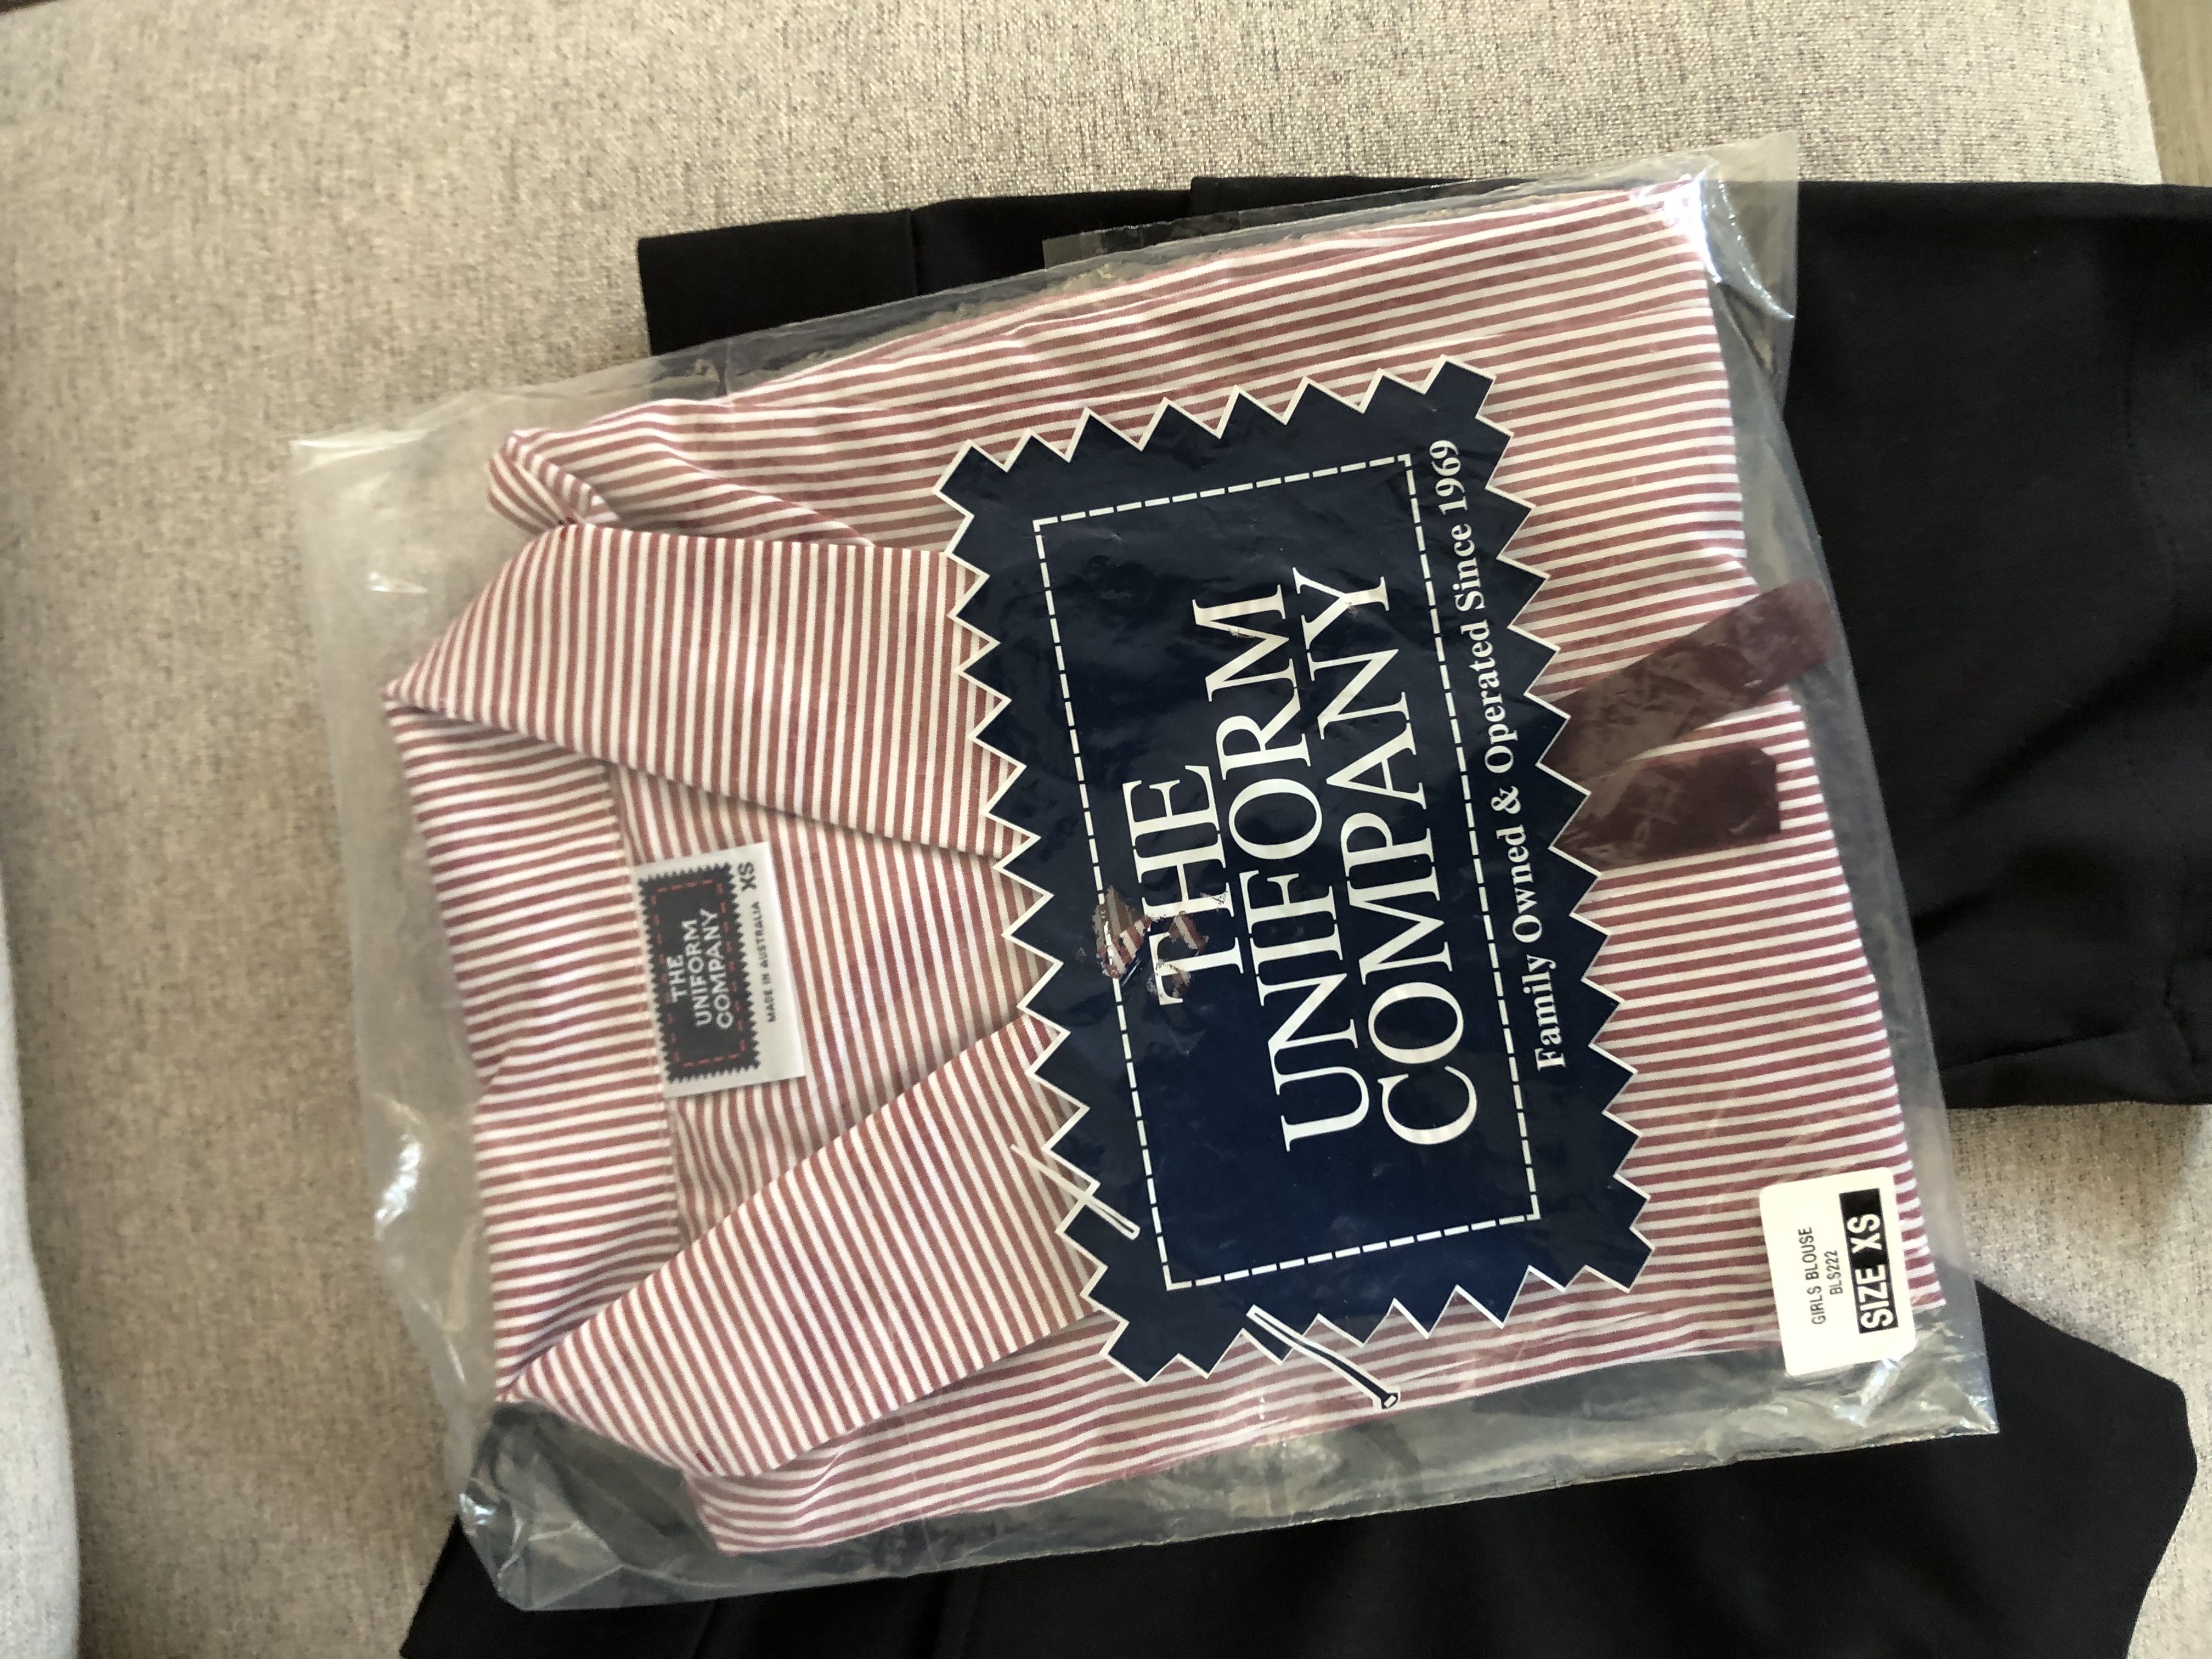 THE
UNIFORM
COMPANY
MADE IN AUSTRALIA XS
THE
UNIFORM
COMPANY
Family Owned & Operated Since 1969
GIRLS BLOUSE
BLS222
SIZE XS